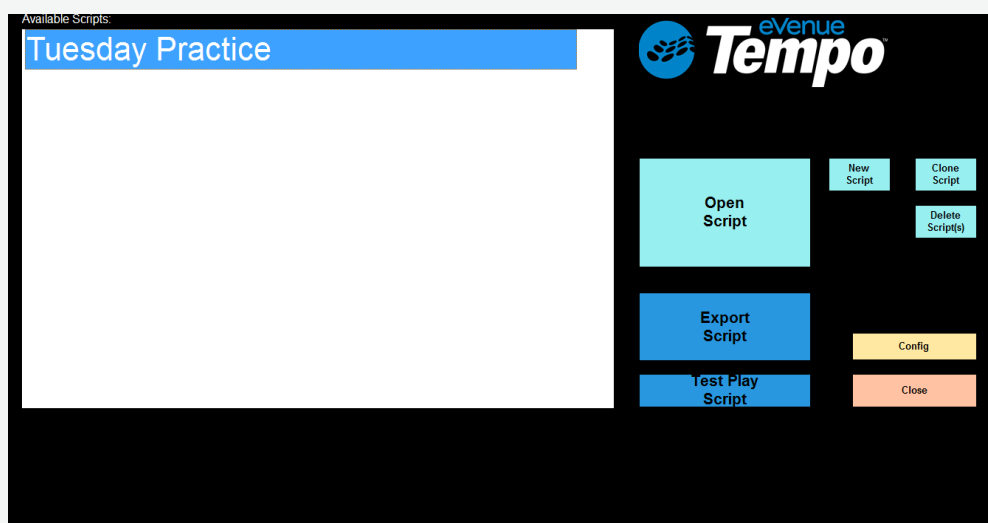 Available Scripts:
Tuesday Practice
eVenue
Tempo™
New
Script
Clone
Script
Open
Script
Delete
Script(s)
Export
Script
Config
Test Play
Script
Close